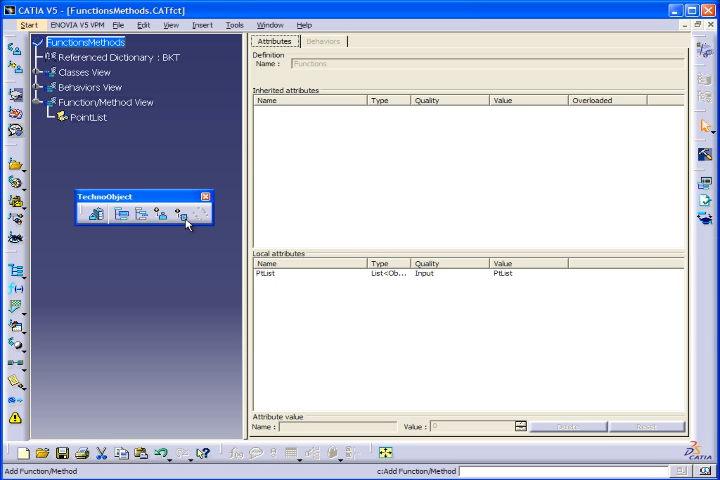 CATIA V5 - [FunctionsMethods.CATfct]
Start ENOVIA V5 VPM File Edit View Insert Tools Window Help
FunctionsMethods
Referenced Dictionary : BKT
Classes View
Behaviors View
Function/Method View
PointList
TechnoObject
Attributes Behaviors
Definition
Name : Functions
Inherited attributes
Name Type Quality Value Overloaded
Local attributes
Name Type Quality Value
PtList List<Ob... Input PtList
Attribute value
Name : Value : 0 Delete Reset
f(x)
CATIA
Add Function/Method c:Add Function/Method